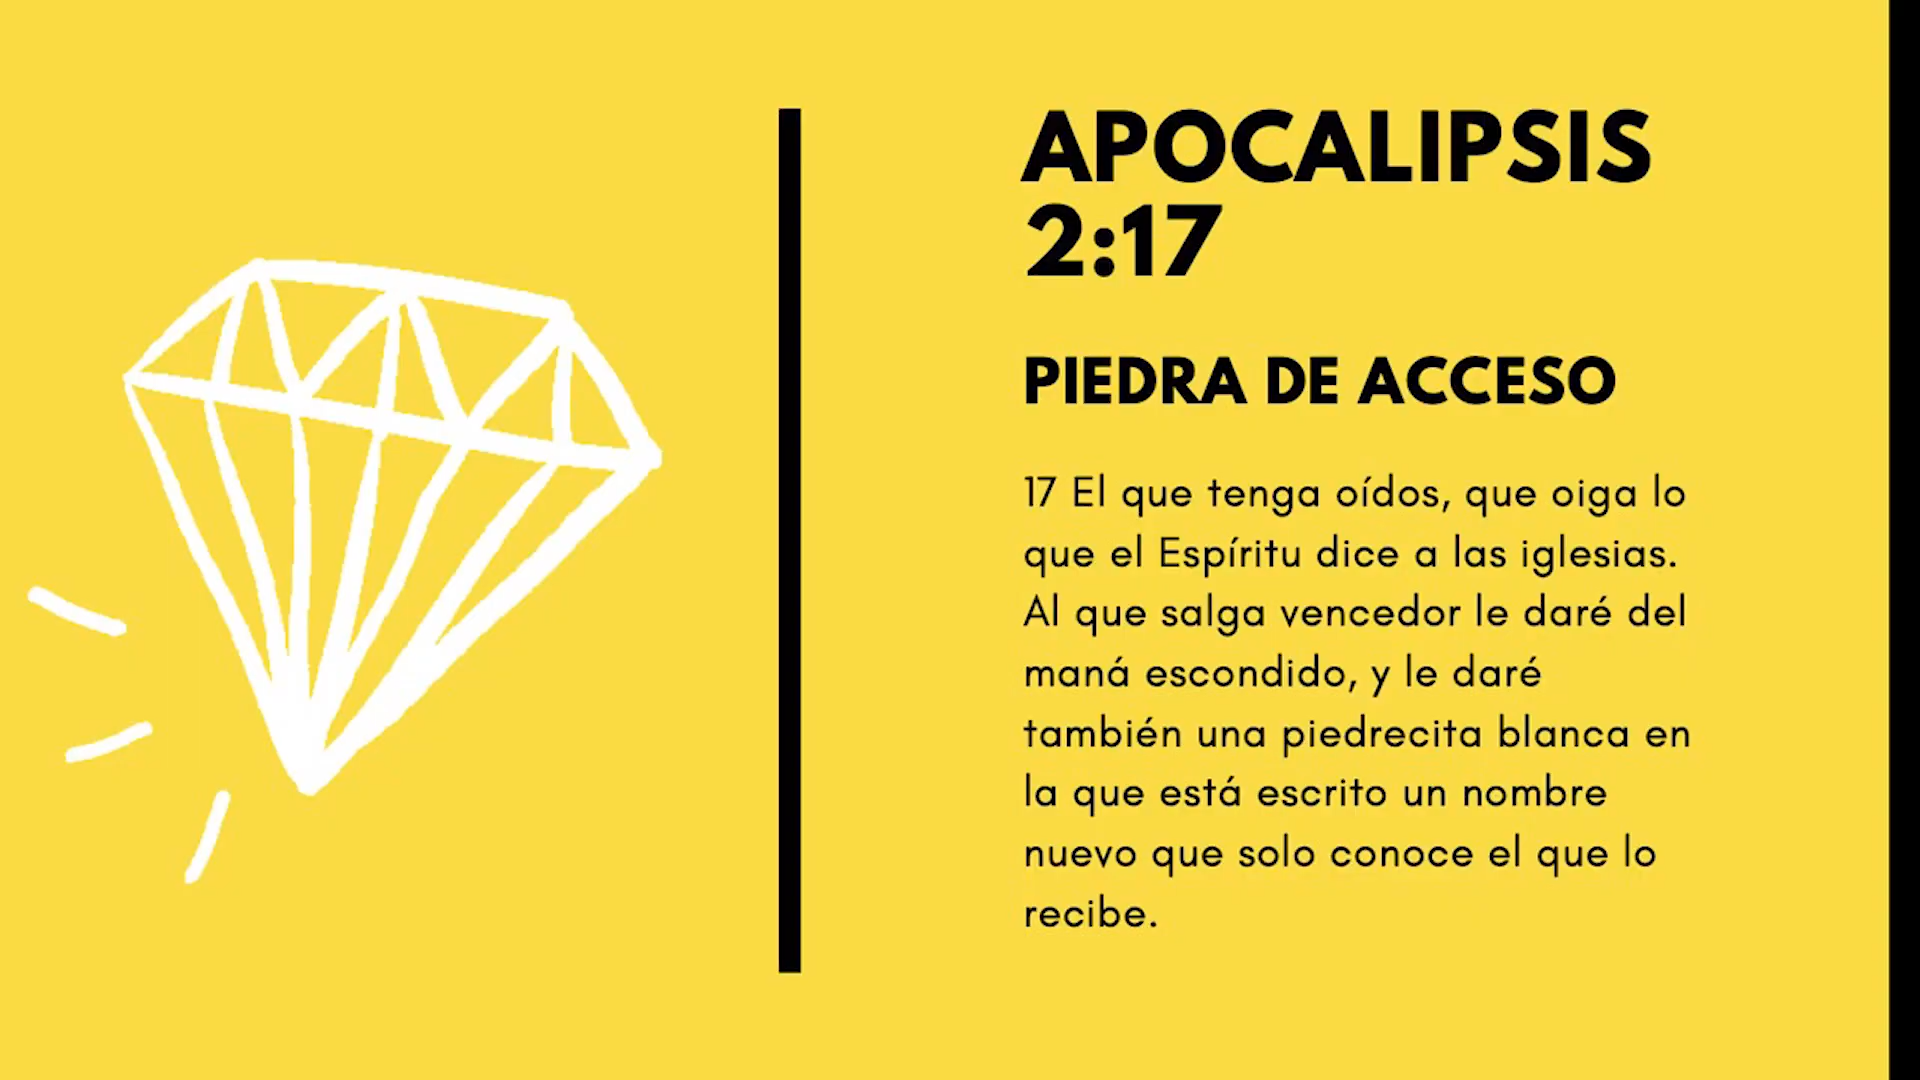 APOCALIPSIS
2:17
PIEDRA DE ACCESO
17 El que tenga oídos, que oiga lo
que el Espíritu dice a las iglesias.
Al que salga vencedor le daré del
maná escondido, y le daré
también una piedrecita blanca en
la que está escrito un nombre
nuevo que solo conoce el que lo
recibe.